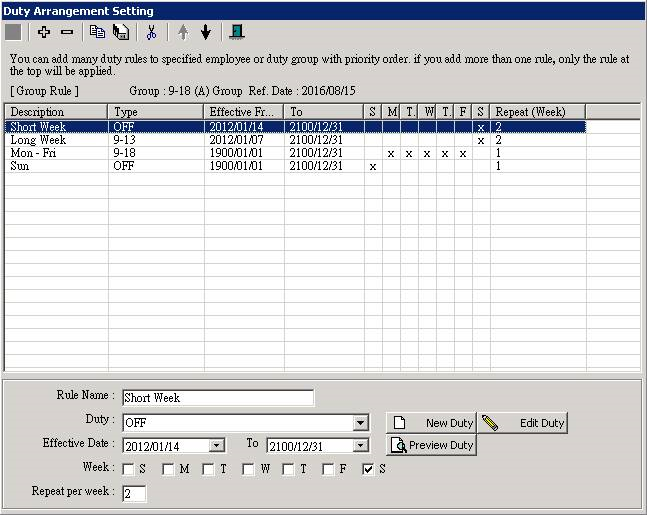 Duty Arrangement Setting
You can add many duty rules to specified employee or duty group with priority order. if you add more than one rule, only the rule at
the top will be applied.
[ Group Rule ] Group : 9-18 (A) Group Ref. Date : 2016/08/15
Description Type Effective Fr... To S M T. W T. F S Repeat (Week)
Short Week OFF 2012/01/14 2100/12/31 x 2
Long Week 9-13 2012/01/07 2100/12/31 x 2
Mon - Fri 9-18 1900/01/01 2100/12/31 x x x x x 1
Sun OFF 1900/01/01 2100/12/31 x 1
Rule Name : Short Week
Duty : OFF New Duty Edit Duty
Effective Date : 2012/01/14 To 2100/12/31 Preview Duty
Week : S M T W T F S
Repeat per week : 2